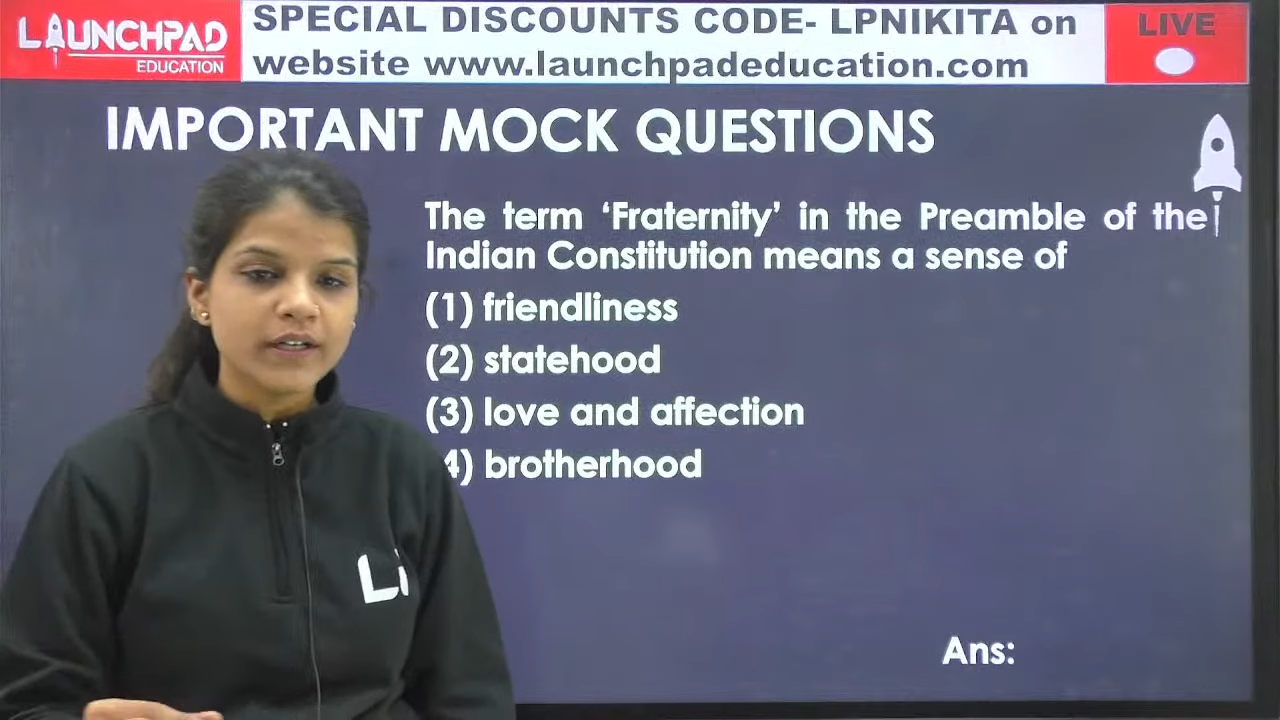 LAUNCHPAD
EDUCATION
SPECIAL DISCOUNTS CODE- LPNIKITA on
website www.launchpadeducation.com
LIVE
IMPORTANT MOCK QUESTIONS
The term ‘Fraternity’ in the Preamble of the
Indian Constitution means a sense of
(1) friendliness
(2) statehood
(3) love and affection
4) brotherhood
Ans: